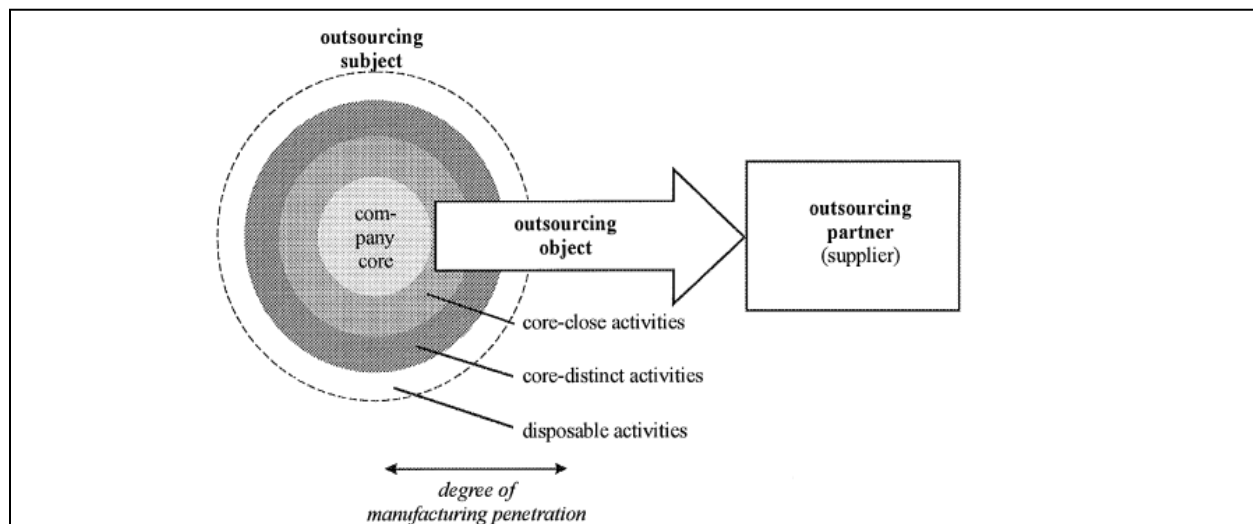 outsourcing
subject
com-
pany
core
outsourcing
object
outsourcing
partner
(supplier)
core-close activities
core-distinct activities
disposable activities
degree of
manufacturing penetration